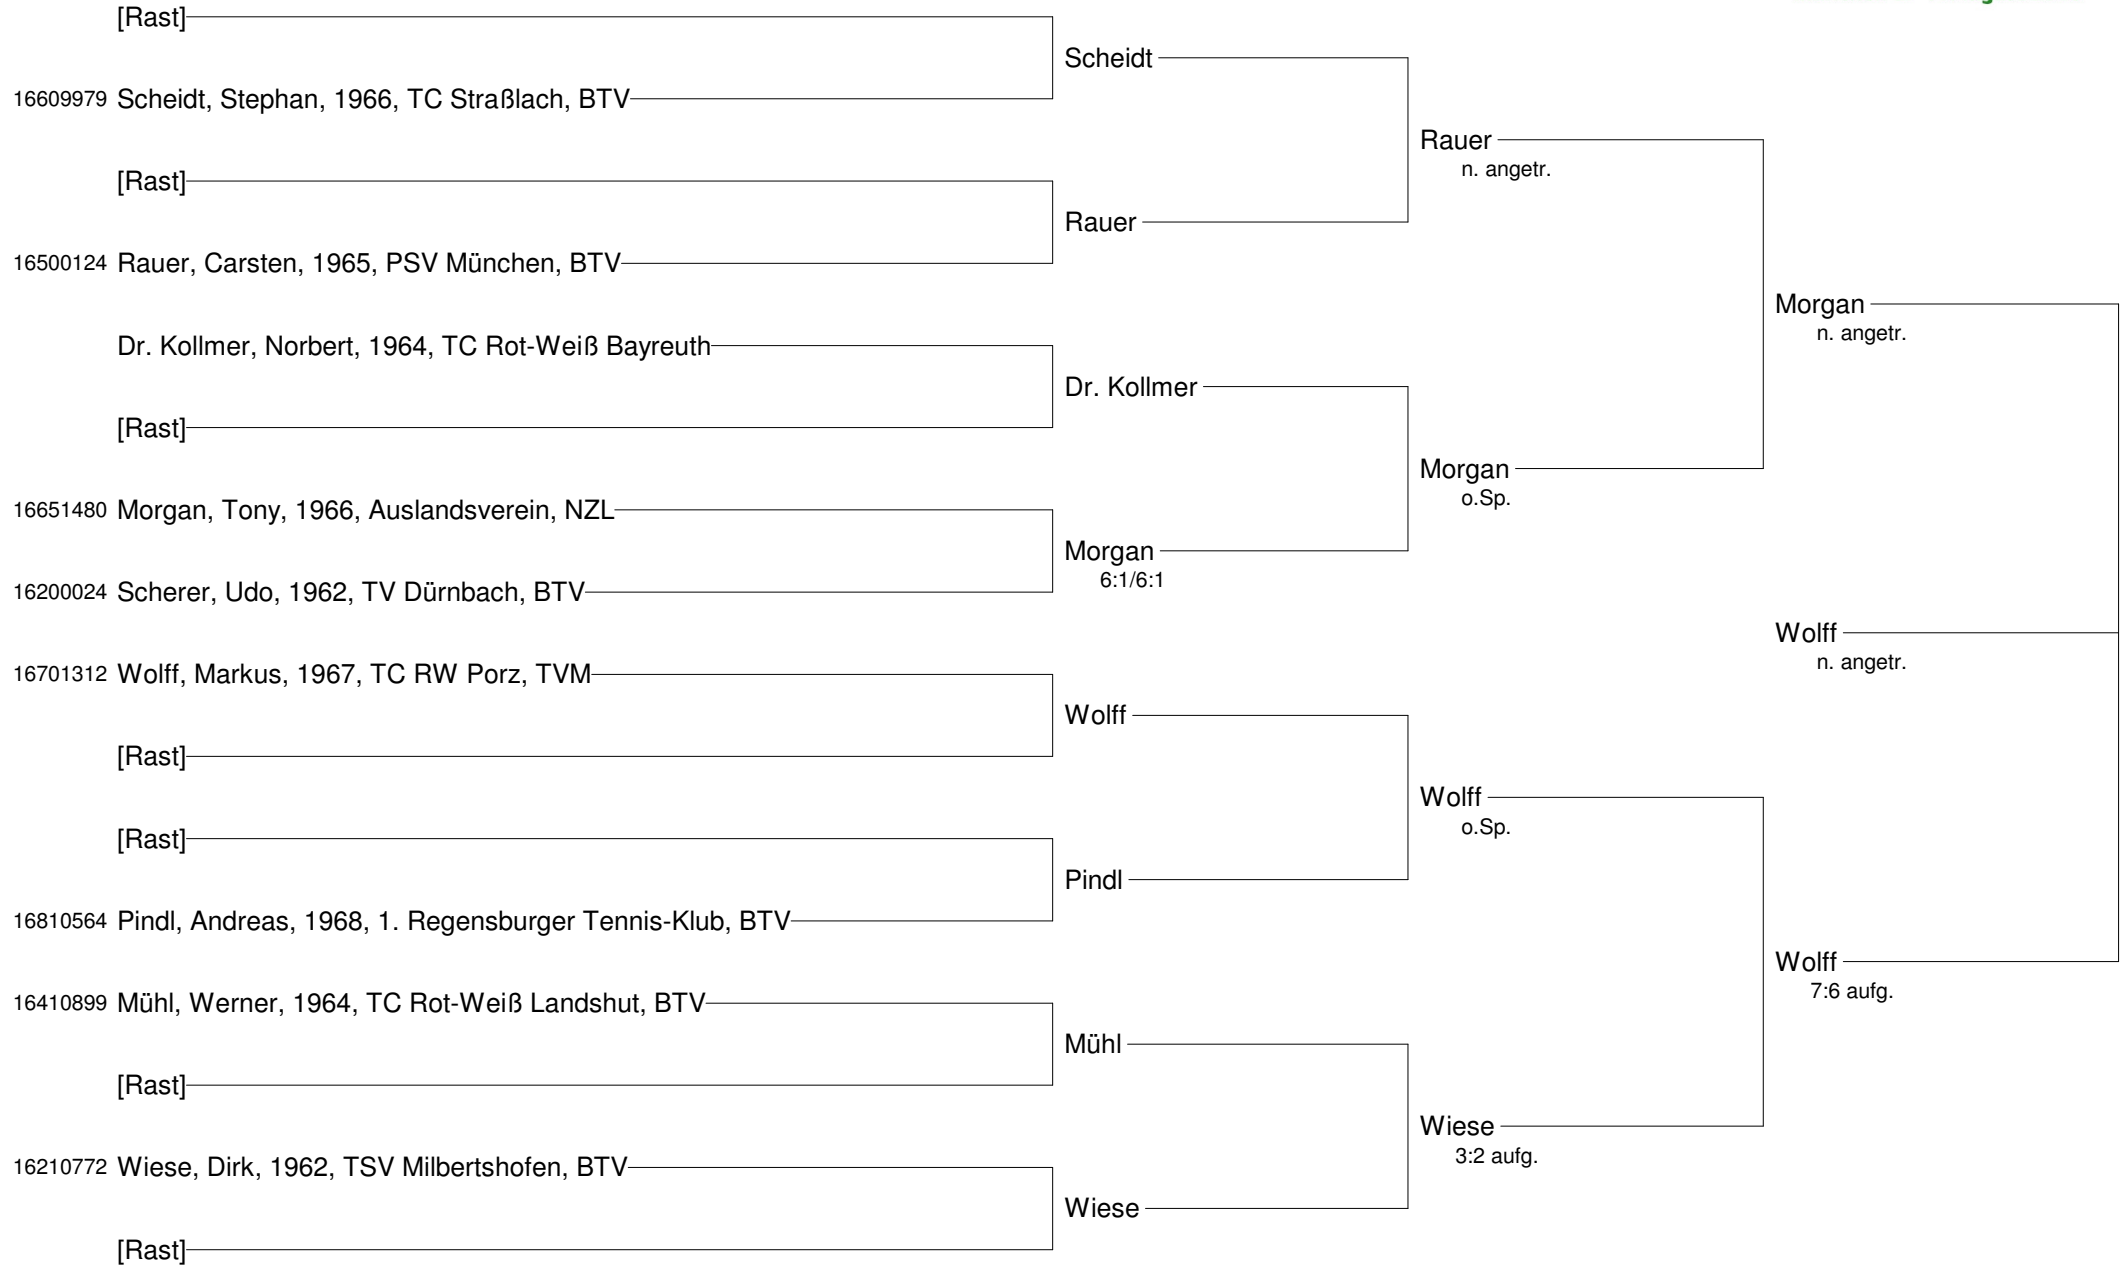 [Rast]
Scheidt
16609979 Scheidt, Stephan, 1966, TC Straßlach, BTV
Rauer
n. angetr.
[Rast]
Rauer
16500124 Rauer, Carsten, 1965, PSV München, BTV
Morgan
n. angetr.
Dr. Kollmer, Norbert, 1964, TC Rot-Weiß Bayreuth
Dr. Kollmer
[Rast]
Morgan
o.Sp.
16651480 Morgan, Tony, 1966, Auslandsverein, NZL
Morgan
6:1/6:1
16200024 Scherer, Udo, 1962, TV Dürnbach, BTV
Wolff
n. angetr.
16701312 Wolff, Markus, 1967, TC RW Porz, TVM
Wolff
[Rast]
Wolff
o.Sp.
[Rast]
Pindl
16810564 Pindl, Andreas, 1968, 1. Regensburger Tennis-Klub, BTV
Wolff
7:6 aufg.
16410899 Mühl, Werner, 1964, TC Rot-Weiß Landshut, BTV
Mühl
[Rast]
Wiese
3:2 aufg.
16210772 Wiese, Dirk, 1962, TSV Milbertshofen, BTV
Wiese
[Rast]